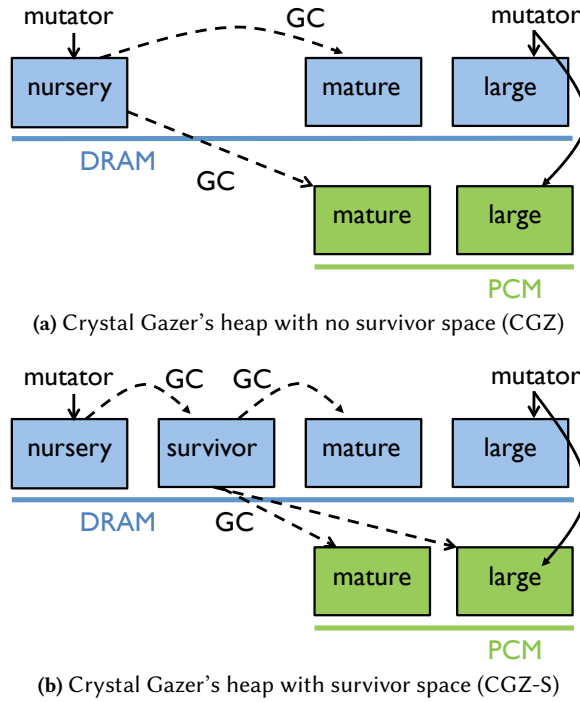 mutator GC mutator
nursery mature large
DRAM
GC
mature large
PCM
(a) Crystal Gazer's heap with no survivor space (CGZ)
mutator GC GC mutator
nursery survivor mature large
DRAM GC
mature large
PCM
(b) Crystal Gazer's heap with survivor space (CGZ-S)